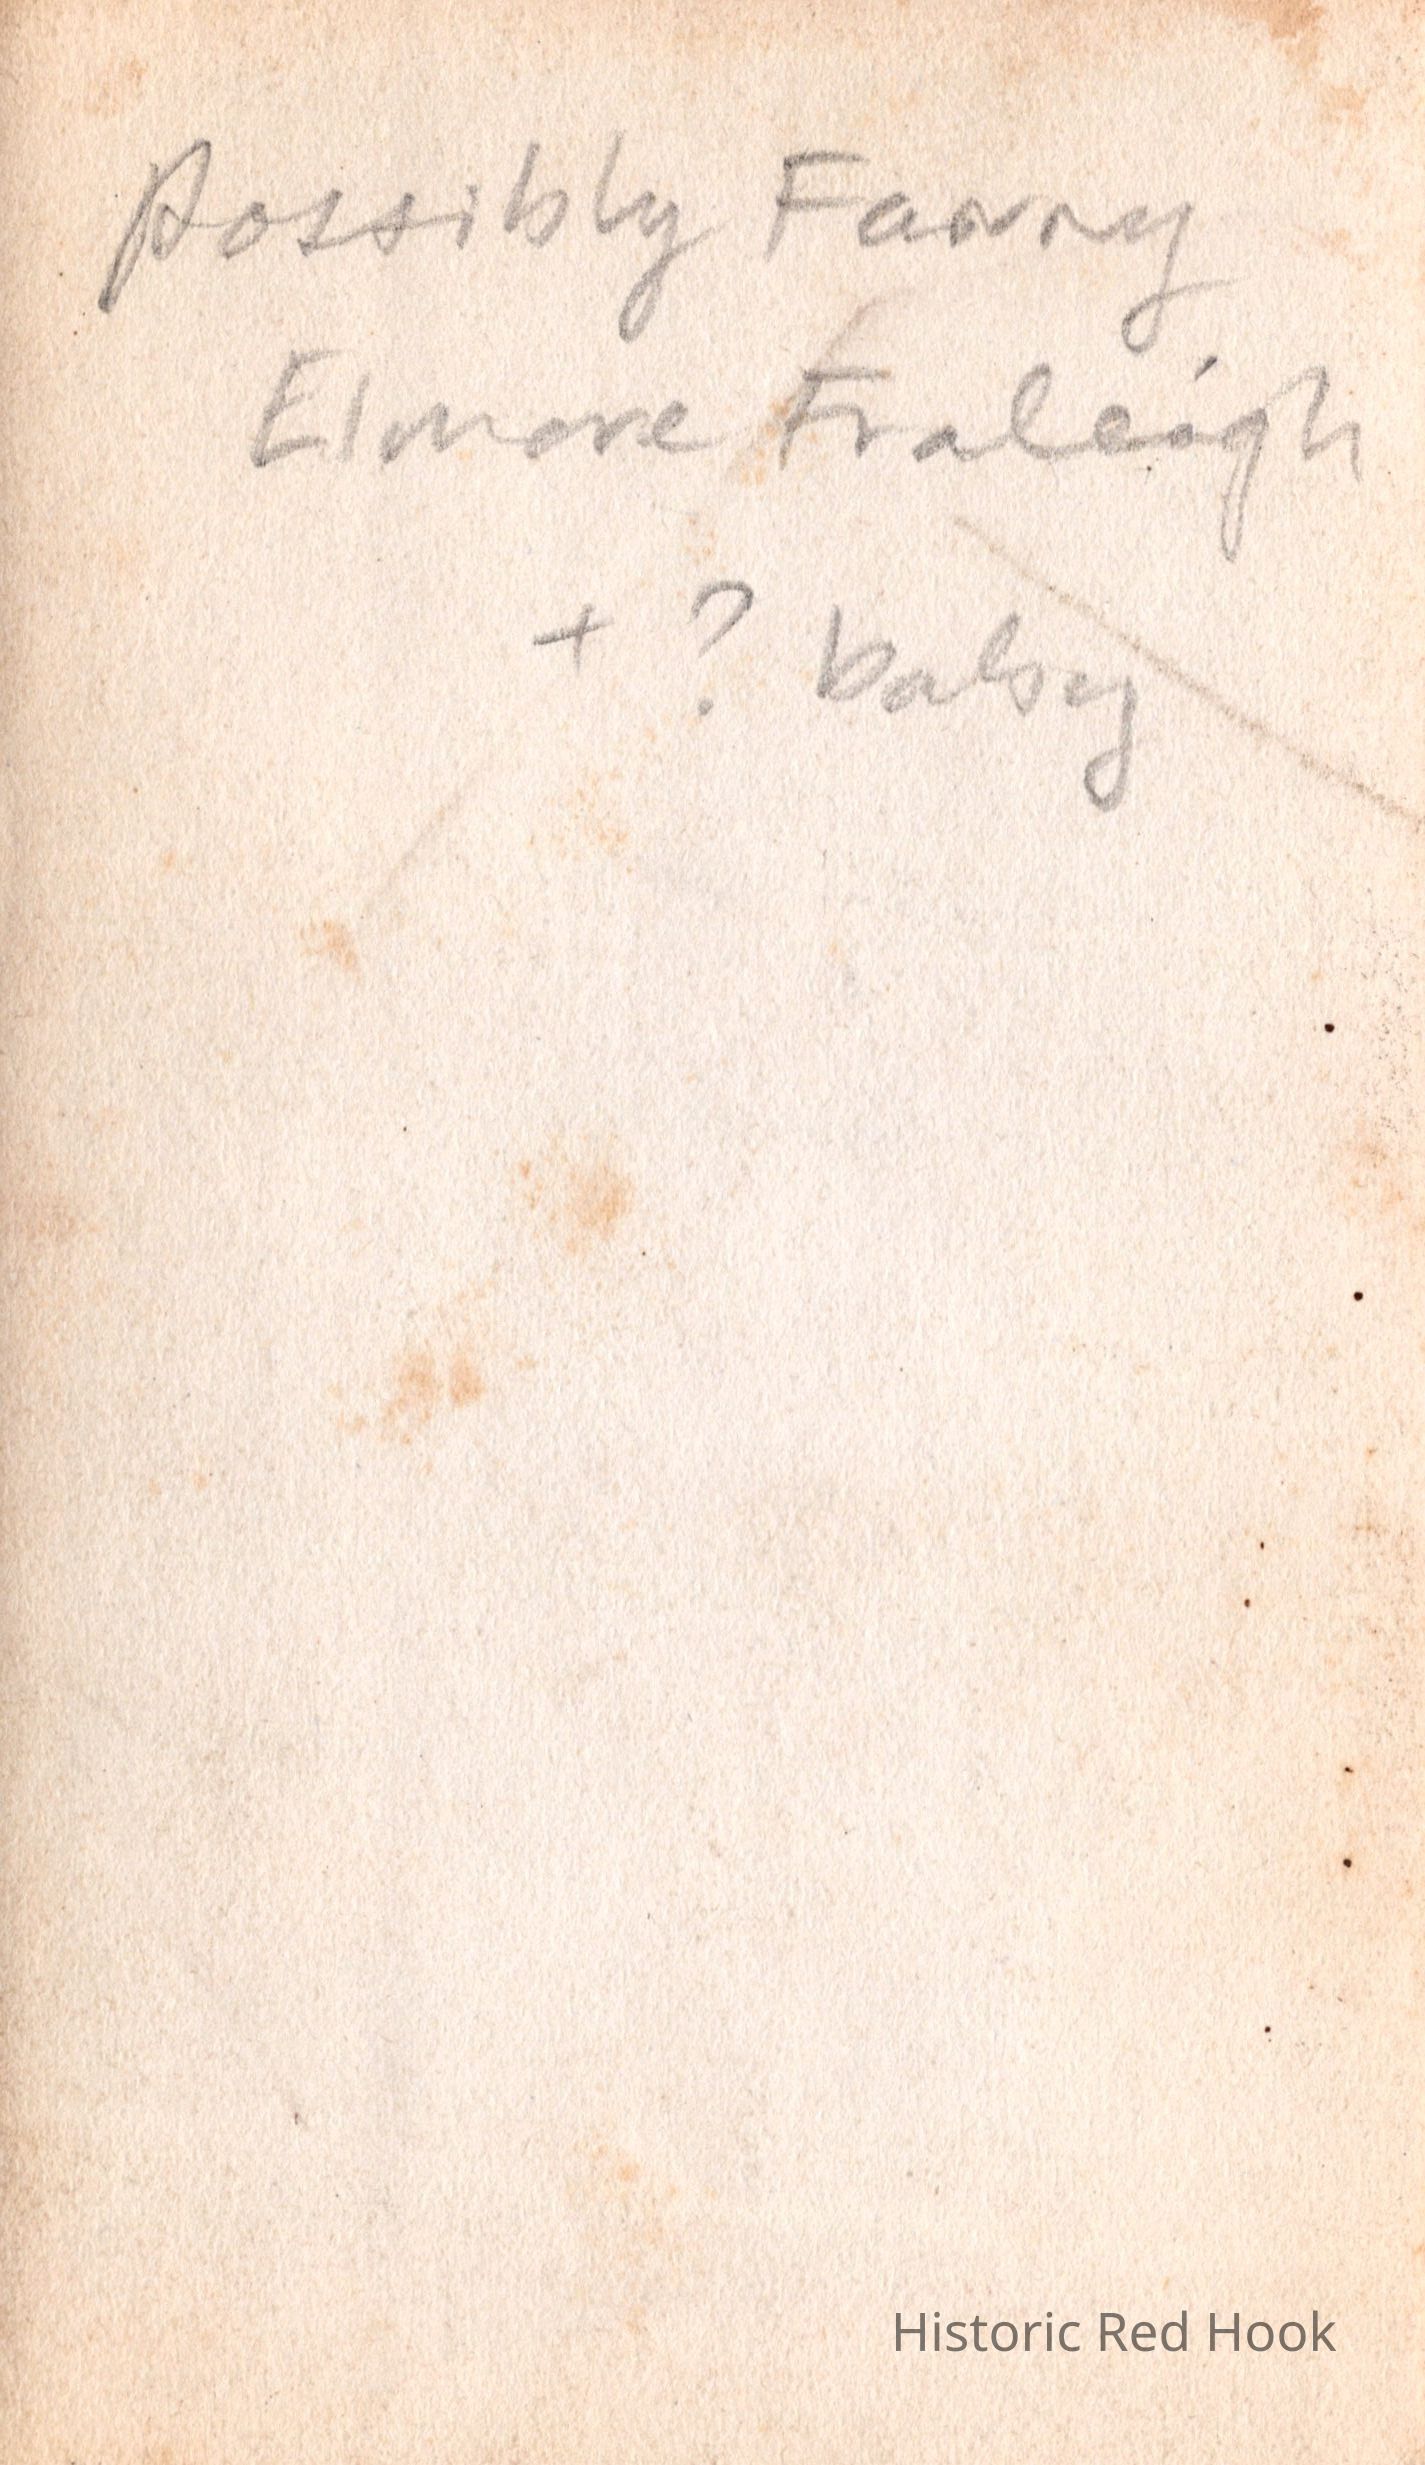 Possibly Fanny
Elmore Fraleigh
+ ? baby
Historic Red Hook